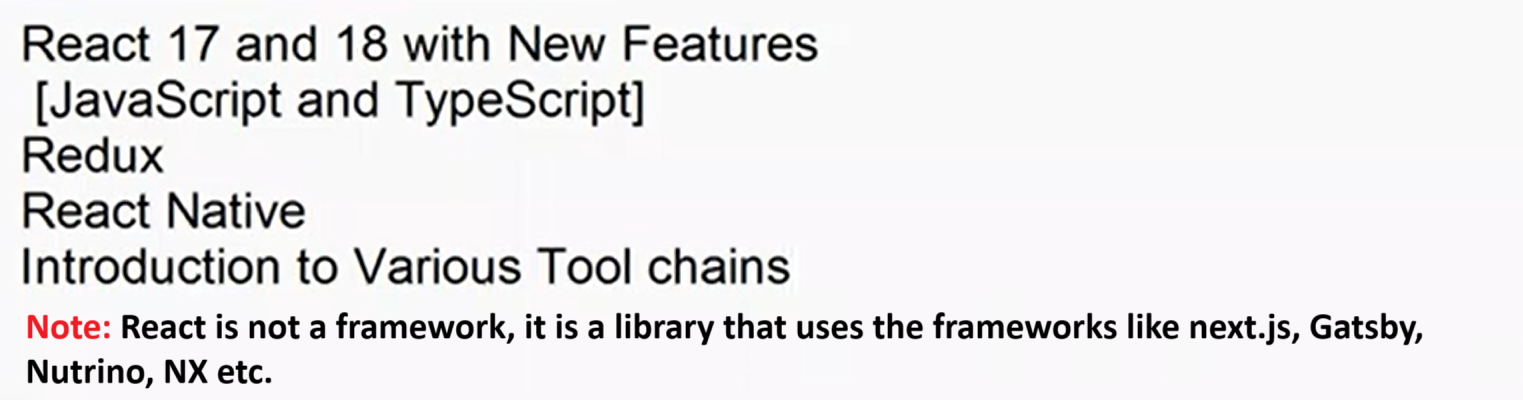 React 17 and 18 with New Features
[JavaScript and TypeScript]
Redux
React Native
Introduction to Various Tool chains
Note: React is not a framework, it is a library that uses the frameworks like next.js, Gatsby,
Nutrino, NX etc.